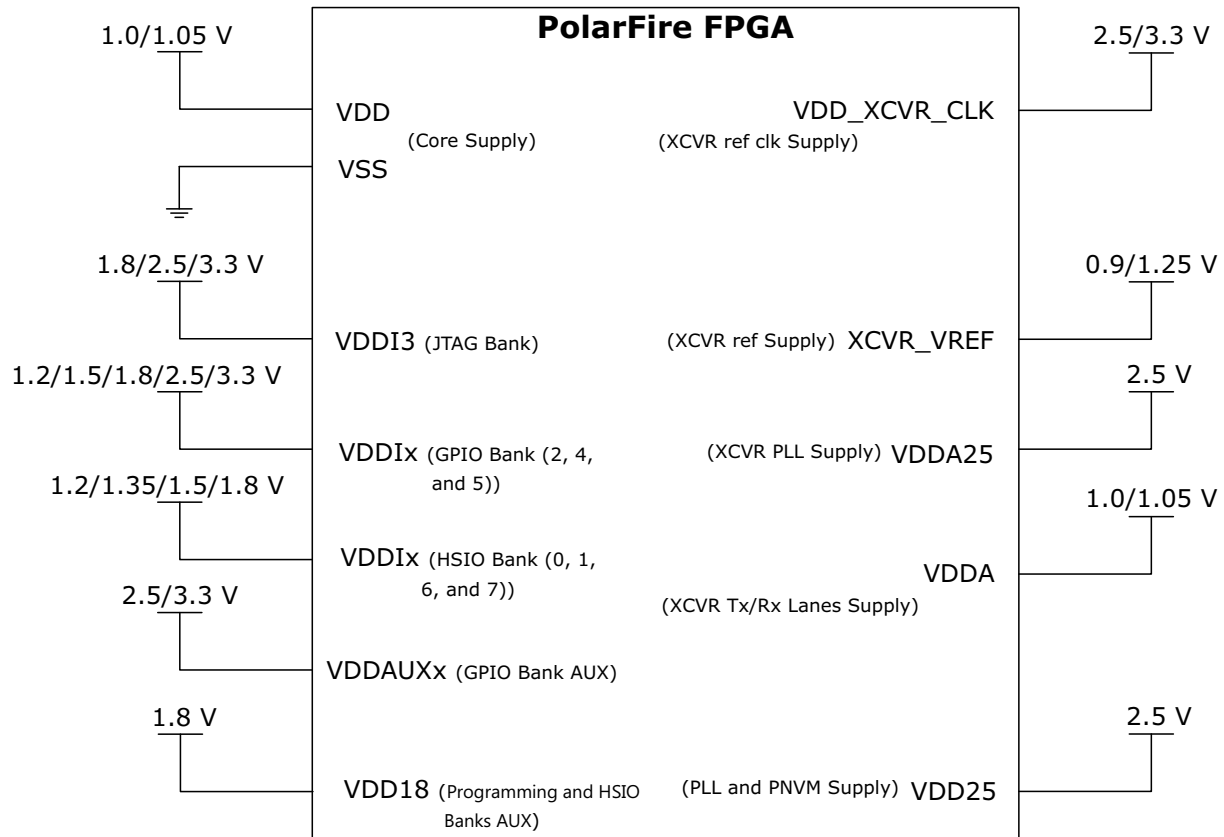 PolarFire FPGA
1.0/1.05 V
VDD
(Core Supply)
VSS
1.8/2.5/3.3 V
VDDI3 (JTAG Bank)
1.2/1.5/1.8/2.5/3.3 V
VDDIx (GPIO Bank (2, 4,
and 5))
1.2/1.35/1.5/1.8 V
VDDIx (HSIO Bank (0, 1,
6, and 7))
2.5/3.3 V
VDDAUXx (GPIO Bank AUX)
1.8 V
VDD18 (Programming and HSIO
Banks AUX)
2.5/3.3 V
VDD_XCVR_CLK
(XCVR ref clk Supply)
0.9/1.25 V
(XCVR ref Supply) XCVR_VREF
2.5 V
(XCVR PLL Supply) VDDA25
1.0/1.05 V
VDDA
(XCVR Tx/Rx Lanes Supply)
2.5 V
(PLL and PNVM Supply) VDD25